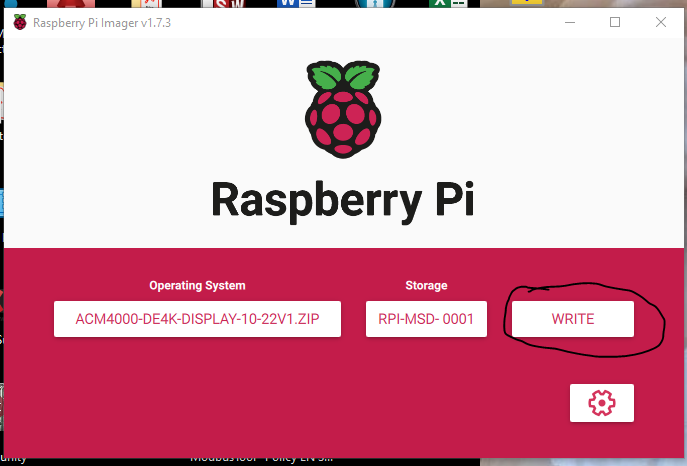 Raspberry Pi Imager v1.7.3
Raspberry Pi
Operating System
Storage
ACM4000-DE4K-DISPLAY-10-22V1.ZIP
RPI-MSD- 0001
WRITE